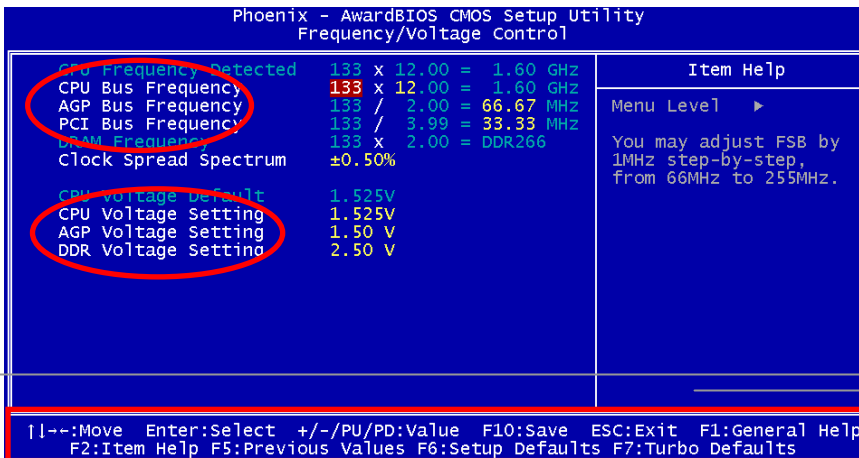 Phoenix - AwardBIOS CMOS Setup Utility
Frequency/Voltage Control
CPU Frequency Detected 133 x 12.00 = 1.60 GHz
CPU Bus Frequency 133 x 12.00 = 1.60 GHz
AGP Bus Frequency 133 / 2.00 = 66.67 MHz
PCI Bus Frequency 133 / 3.99 = 33.33 MHz
DRAM Frequency 133 x 2.00 = DDR266
Clock Spread Spectrum ±0.50%
CPU Voltage Default 1.525V
CPU Voltage Setting 1.525V
AGP Voltage Setting 1.50 V
DDR Voltage Setting 2.50 V
Item Help
Menu Level ▶
You may adjust FSB by
1MHz step-by-step,
from 66MHz to 255MHz.
↑↓→←:Move Enter:Select +/-/PU/PD:Value F10:Save ESC:Exit F1:General Help
F2:Item Help F5:Previous Values F6:Setup Defaults F7:Turbo Defaults